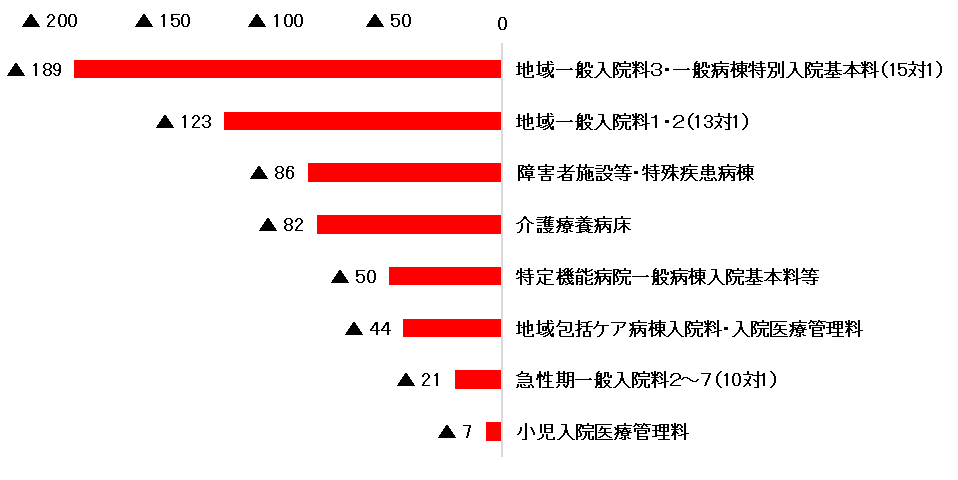 ▲ 200 ▲ 150 ▲ 100 ▲ 50 0
▲ 189 地域一般入院料3・一般病棟特別入院基本料(15対1)
▲ 123 地域一般入院料1・2(13対1)
▲ 86 障害者施設等・特殊疾患病棟
▲ 82 介護療養病床
▲ 50 特定機能病院一般病棟入院基本料等
▲ 44 地域包括ケア病棟入院料・入院医療管理料
▲ 21 急性期一般入院料2~7(10対1)
▲ 7 小児入院医療管理料